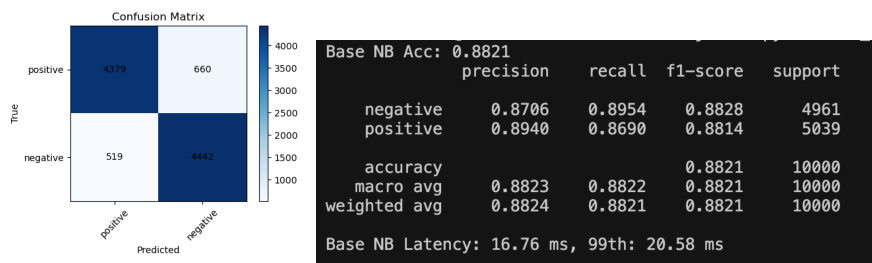 Confusion Matrix
True
positive
negative
4379 660
519 4442
positive negative
Predicted
4000
3500
3000
2500
2000
1500
1000
Base NB Acc: 0.8821
precision recall f1-score support
negative 0.8706 0.8954 0.8828 4961
positive 0.8940 0.8690 0.8814 5039
accuracy 0.8821 10000
macro avg 0.8823 0.8822 0.8821 10000
weighted avg 0.8824 0.8821 0.8821 10000
Base NB Latency: 16.76 ms, 99th: 20.58 ms